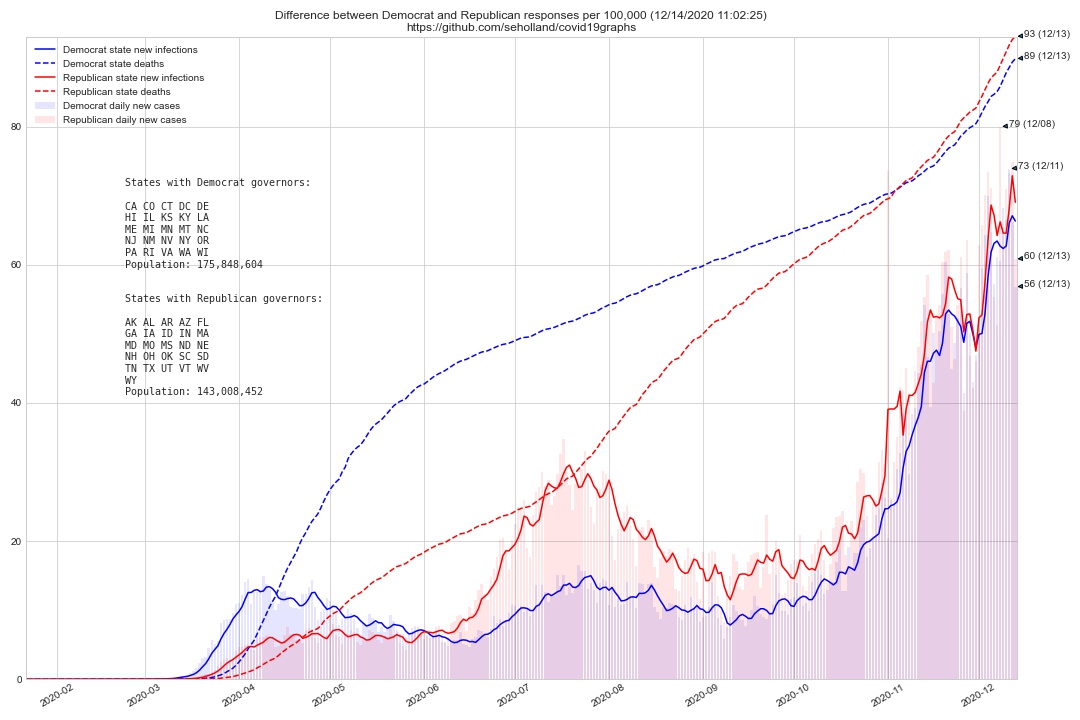 Difference between Democrat and Republican responses per 100,000 (12/14/2020 11:02:25)
https://github.com/seholland/covid19graphs
Democrat state new infections
Democrat state deaths
Republican state new infections
Republican state deaths
Democrat daily new cases
Republican daily new cases
93 (12/13)
89 (12/13)
79 (12/08)
73 (12/11)
60 (12/13)
56 (12/13)
States with Democrat governors:
CA CO CT DC DE
HI IL KS KY LA
ME MI MN MT NC
NJ NM NV NY OR
PA RI VA WA WI
Population: 175,848,604
States with Republican governors:
AK AL AR AZ FL
GA IA ID IN MA
MD MO MS ND NE
NH OH OK SC SD
TN TX UT VT WV
WY
Population: 143,008,452
80
60
40
20
0
2020-02
2020-03
2020-04
2020-05
2020-06
2020-07
2020-08
2020-09
2020-10
2020-11
2020-12